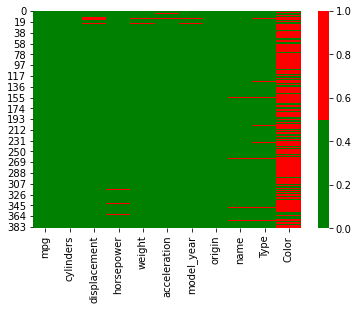 0
19
38
58
78
97
117
136
155
174
193
212
231
250
269
288
307
326
345
364
383
mpg
cylinders
displacement
horsepower
weight
acceleration
model_year
origin
name
Type
Color
1.0
0.8
0.6
0.4
0.2
0.0